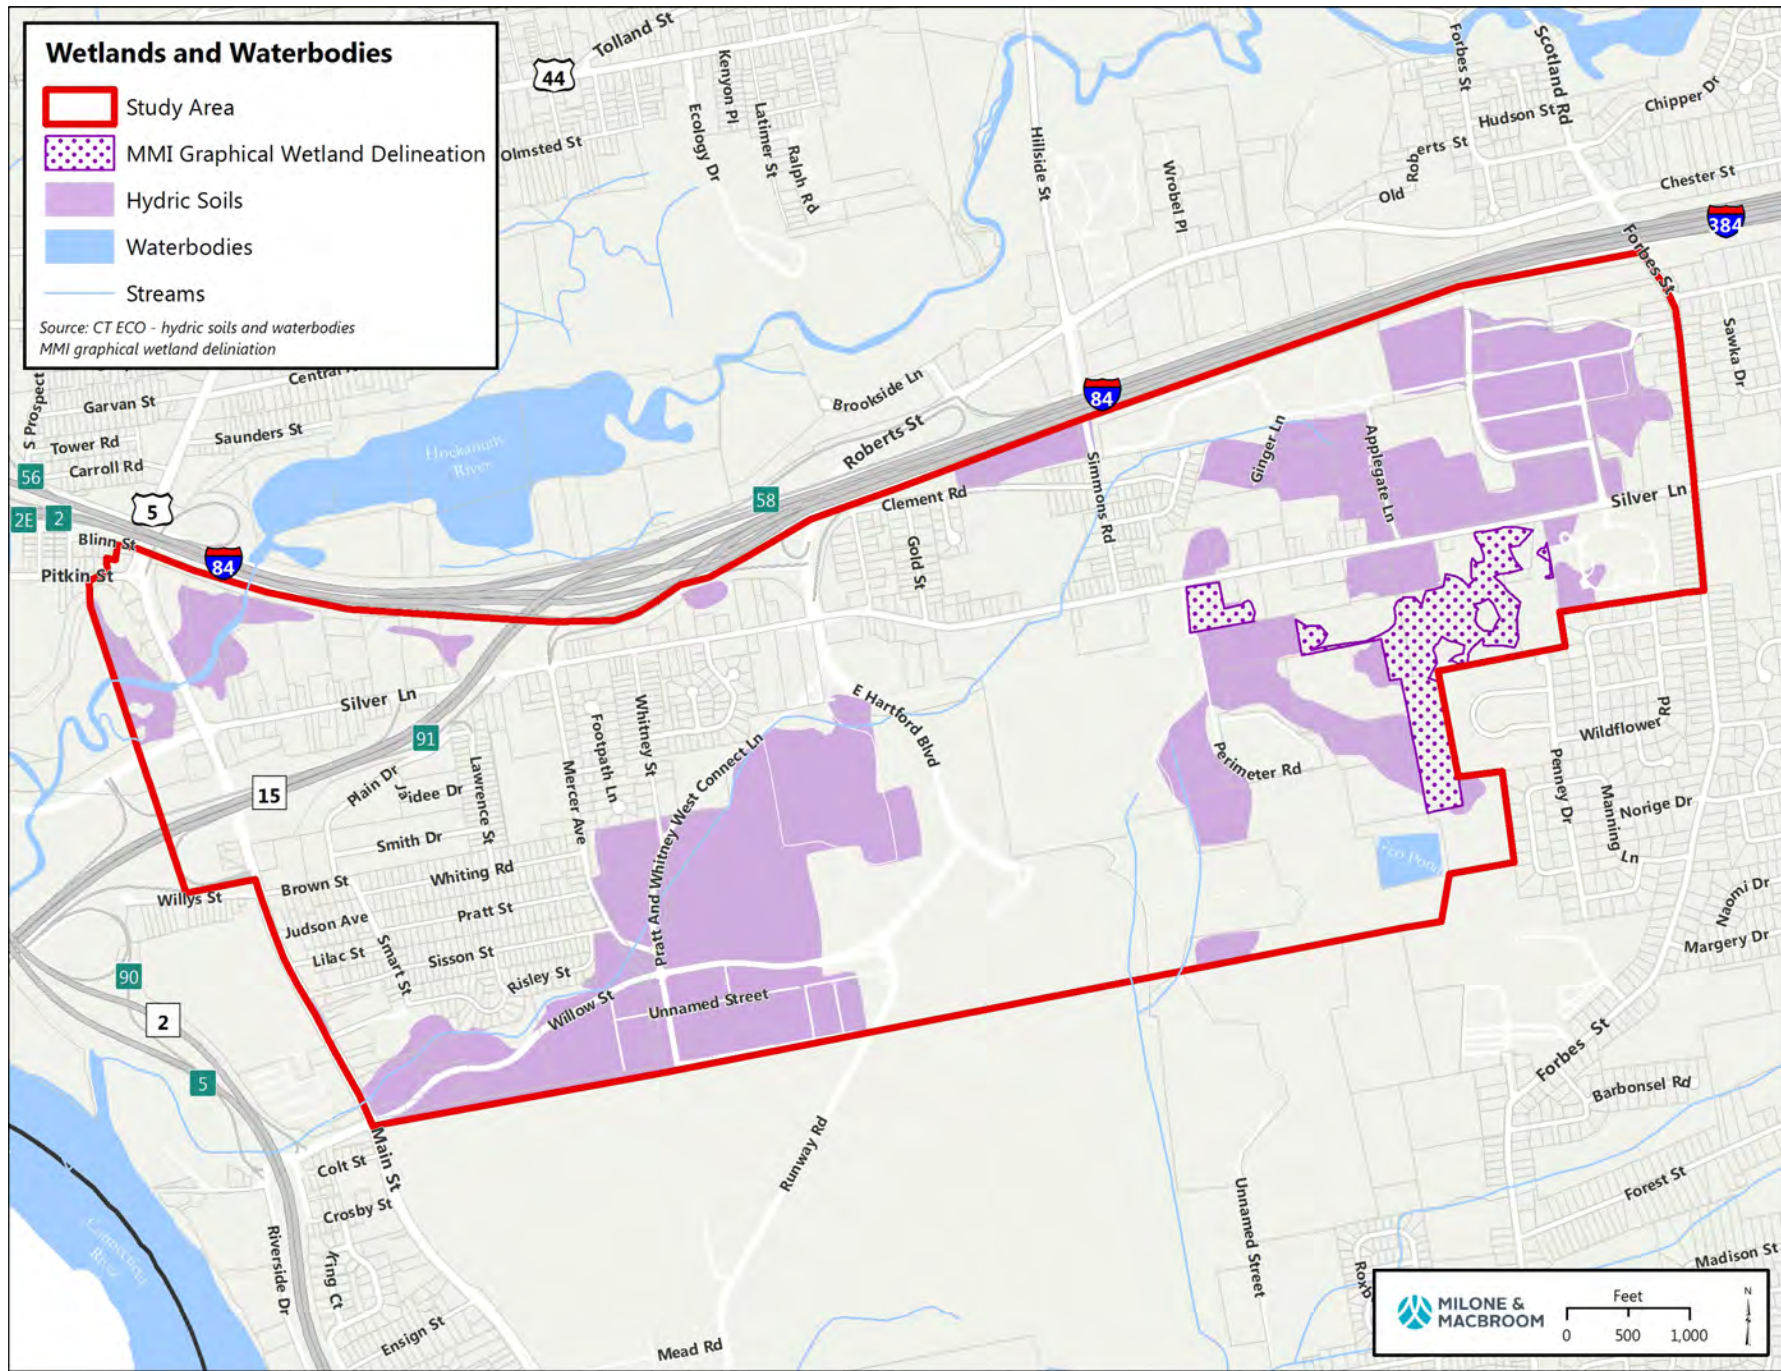 Wetlands and Waterbodies
Study Area
MMI Graphical Wetland Delineation
Hydric Soils
Waterbodies
Streams
Source: CT ECO - hydric soils and waterbodies
MMI graphical wetland deliniation
Tolland St
44
Kenyon Pl
Latimer St
Ralph Rd
Ecology Dr
Olmsted St
Hillside St
Wrobel Pl
Forbes St
Scotland Rd
Hudson St
Chipper Dr
Roberts St
Old
Chester St
384
Forbes St
Sawka Dr
S Prospect
Central
Garvan St
Tower Rd
Saunders St
Carroll Rd
56
2E
2
5
Blinn St
Pitkin St
84
Hockanum
River
Brookside Ln
Roberts St
58
84
Clement Rd
Simmons Rd
Gold St
Ginger Ln
Applegate Ln
Silver Ln
Silver Ln
91
15
E Hartford Blvd
Whitney St
Footpath Ln
Mercer Ave
Lawrence St
Plain Dr
Jaidee Dr
Smith Dr
Whiting Rd
Brown St
Pratt St
Judson Ave
Lilac St
Sisson St
Smart St
Risley St
Willys St
Pratt And Whitney West Connect Ln
Willow St
Unnamed Street
Perimeter Rd
Wildflower Rd
Penney Dr
Manning
Ln
Norige Dr
Naomi Dr
Margery Dr
Forbes St
Barbonsel Rd
Forest St
Madison St
Roxb
90
2
5
Main St
Colt St
Crosby St
King Ct
Riverside Dr
Ensign St
Connecticut
River
Runway Rd
Mead Rd
Unnamed Street
MILONE &
MACBROOM
Feet
0 500 1,000
N